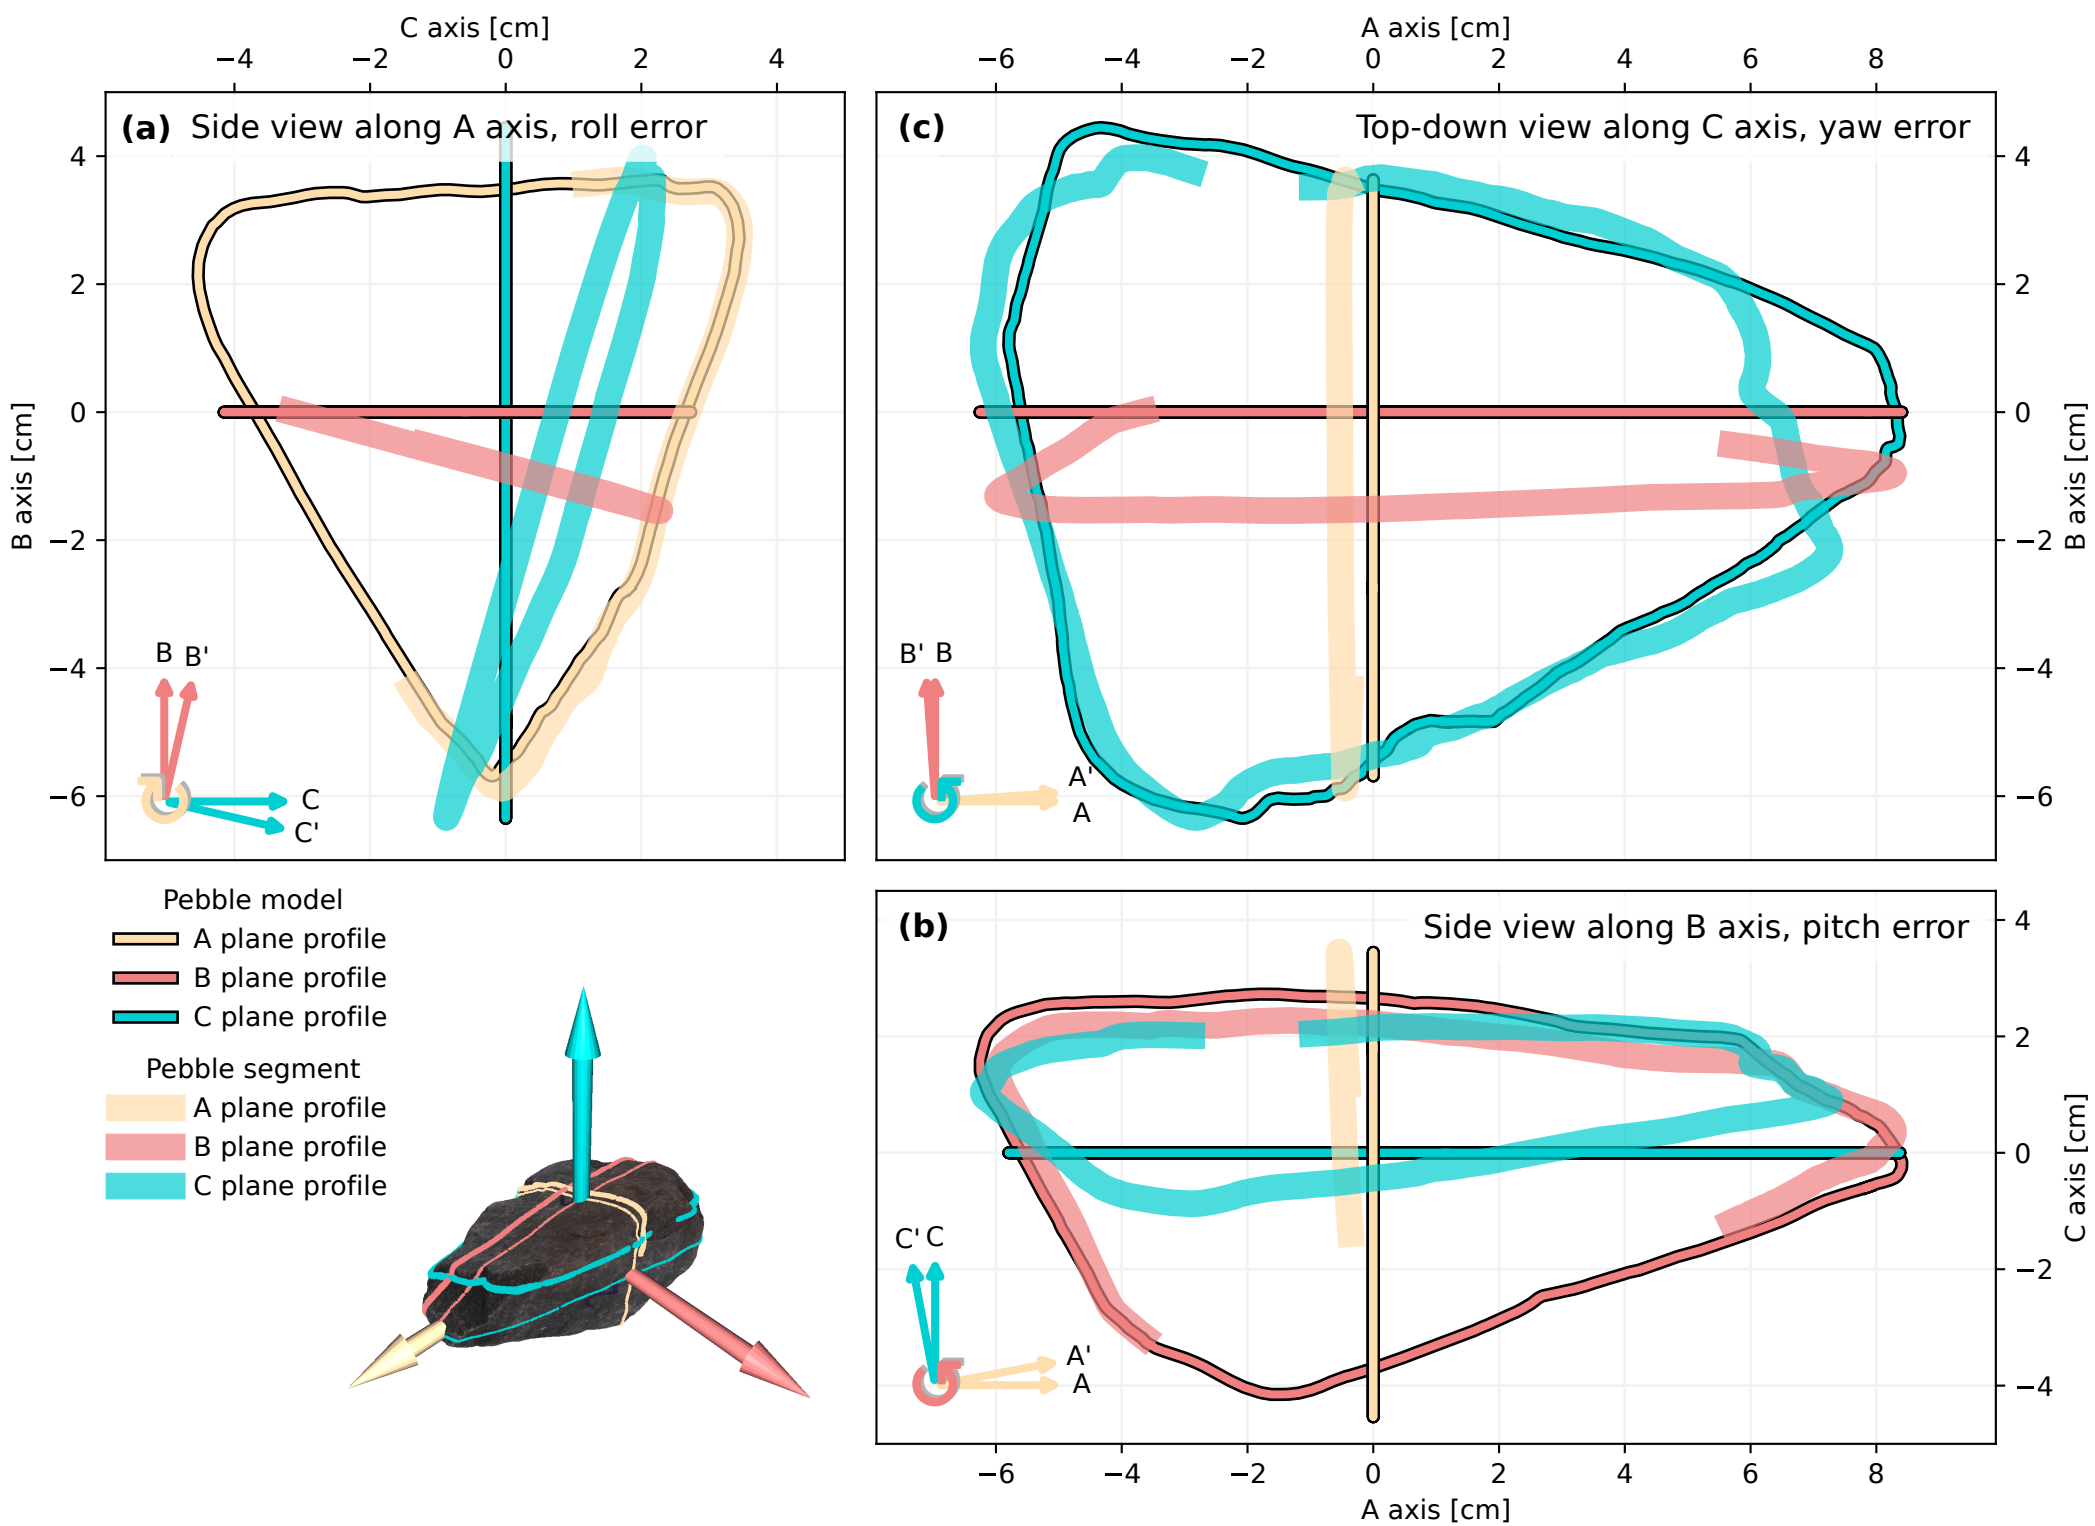 C axis [cm]
−4 −2 0 2 4
(a) Side view along A axis, roll error
4
2
0
−2
−4
−6
B axis [cm]
B B'
C
C'
A axis [cm]
−6 −4 −2 0 2 4 6 8
(c) Top-down view along C axis, yaw error
4
2
0
−2
−4
−6
B axis [cm]
B' B
A'
A
Pebble model
A plane profile
B plane profile
C plane profile
Pebble segment
A plane profile
B plane profile
C plane profile
(b) Side view along B axis, pitch error
4
2
0
−2
−4
C axis [cm]
C' C
A'
A
−6 −4 −2 0 2 4 6 8
A axis [cm]